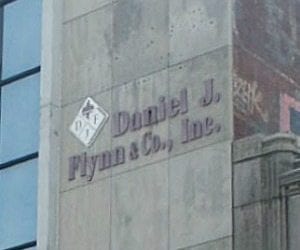 Daniel J.
Flynn & Co., Inc.
D F
J